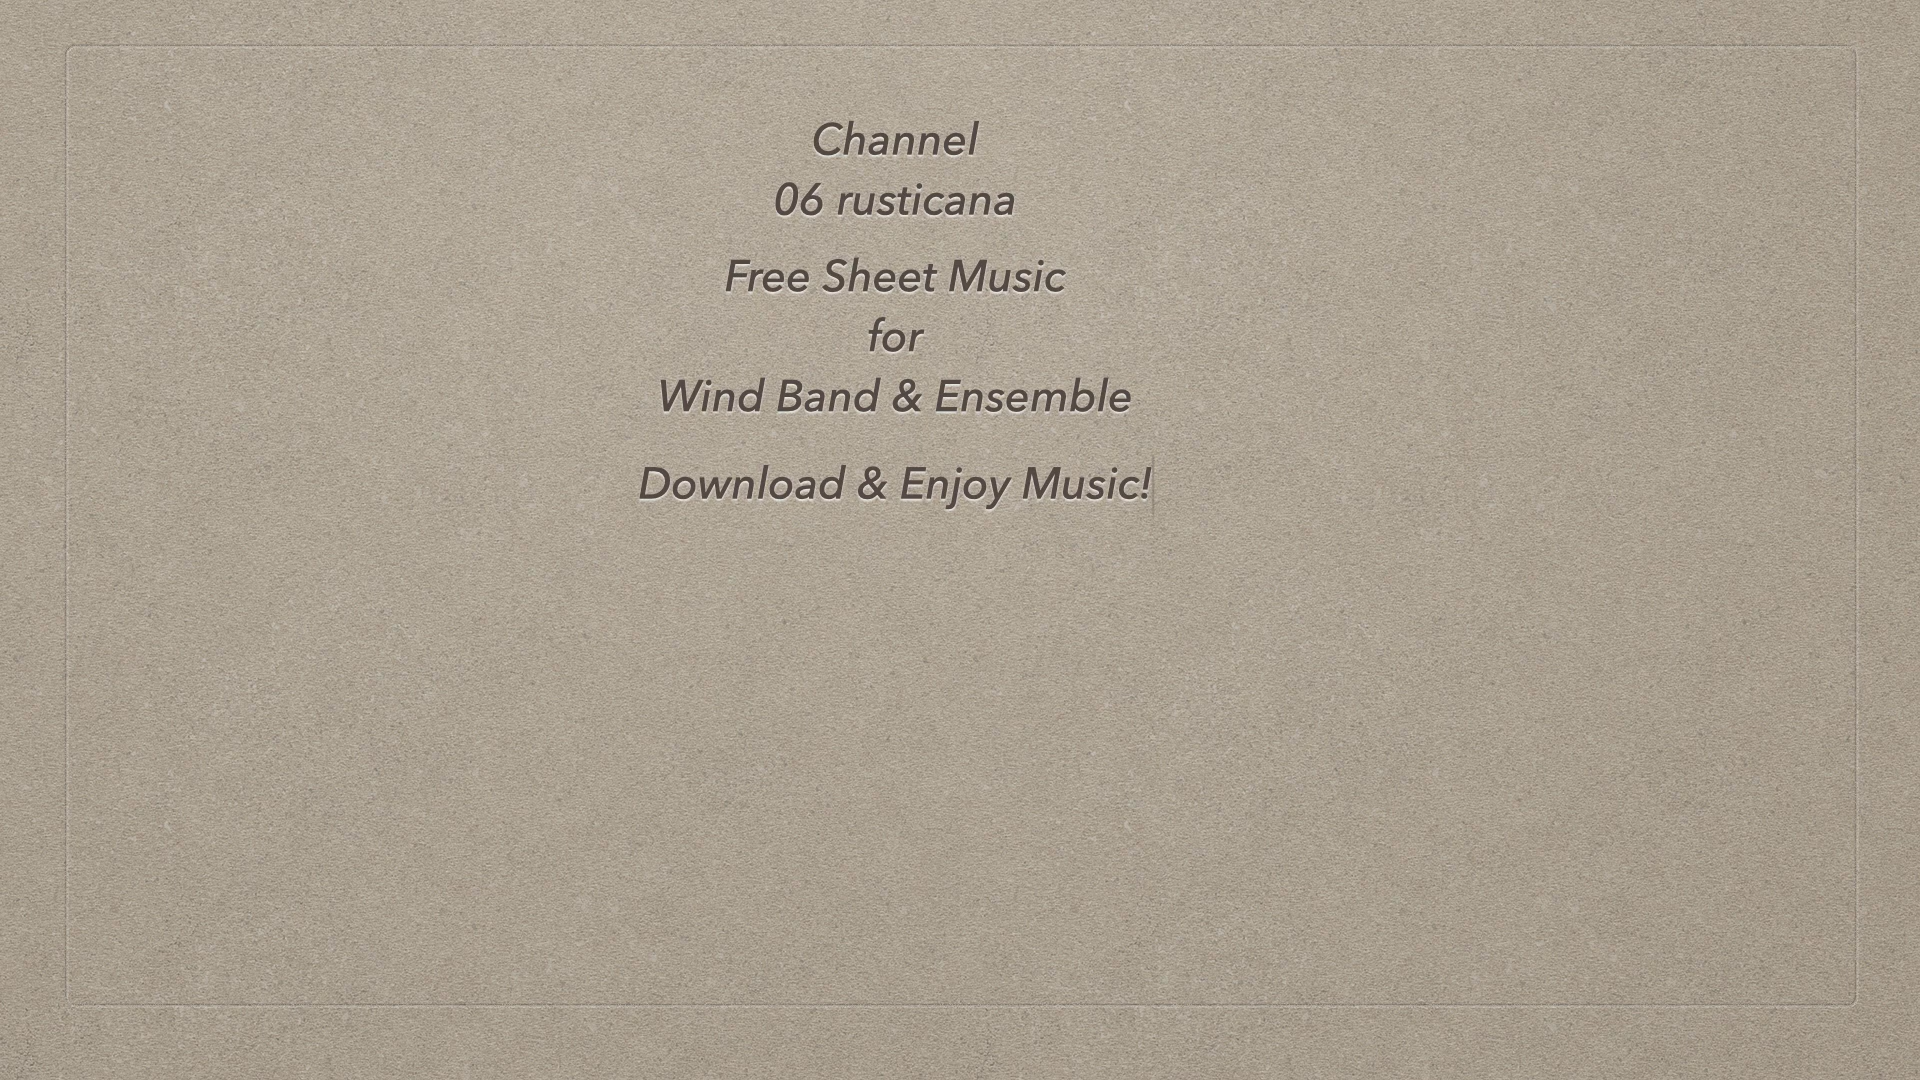 Channel
06 rusticana
Free Sheet Music
for
Wind Band & Ensemble
Download & Enjoy Music!